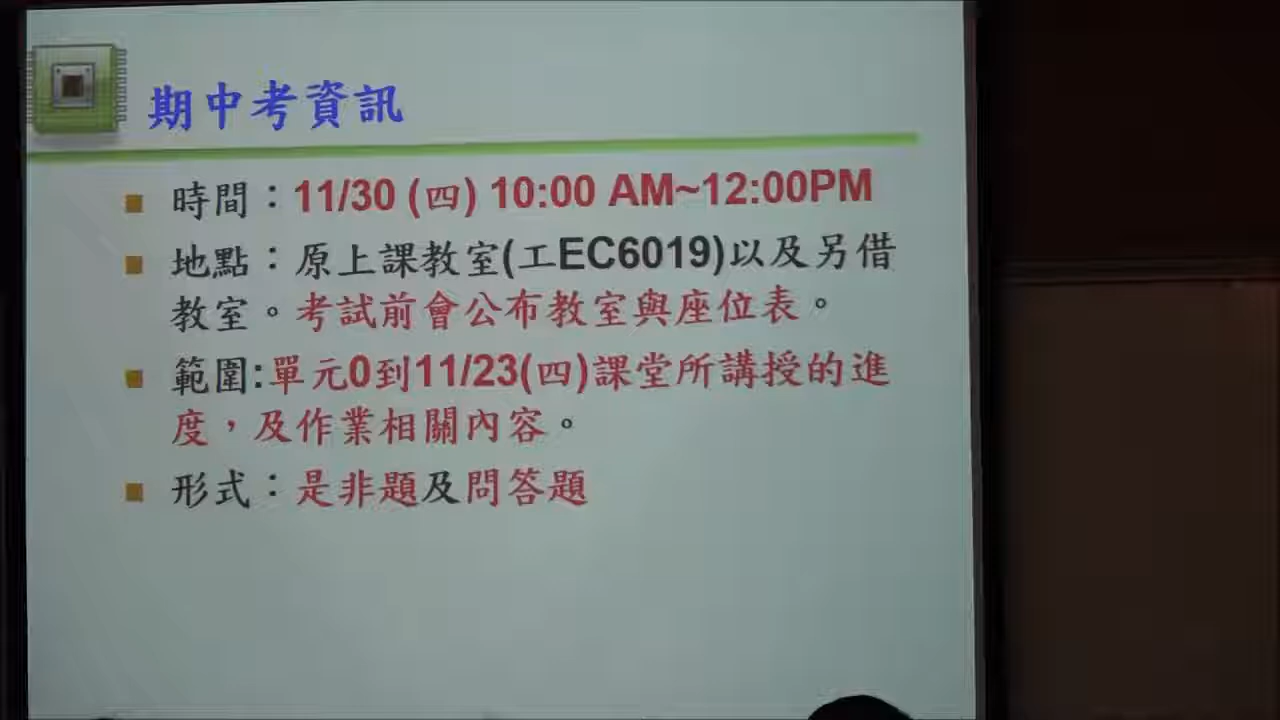 期中考資訊
時間：11/30 (四) 10:00 AM~12:00PM
地點：原上課教室(工EC6019)以及另借
教室。考試前會公布教室與座位表。
範圍:單元0到11/23(四)課堂所講授的進
度，及作業相關內容。
形式：是非題及問答題